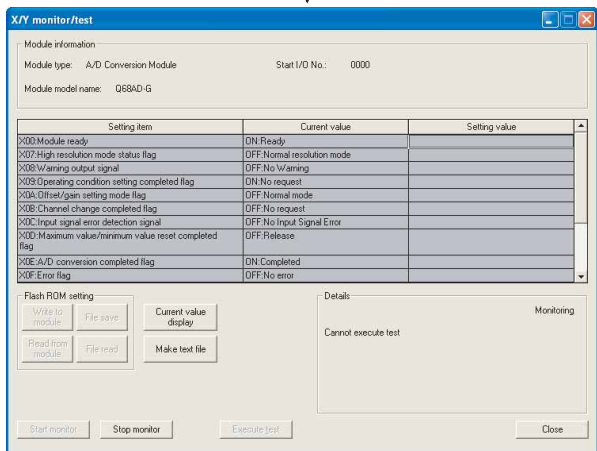 X/Y monitor/test
Module information
Module type: A/D Conversion Module Start I/O No.: 0000
Module model name: Q68AD-G
Setting item Current value Setting value
X00:Module ready ON:Ready
X07:High resolution mode status flag OFF:Normal resolution mode
X08:Warning output signal OFF:No Warning
X09:Operating condition setting completed flag ON:No request
X0A:Offset/gain setting mode flag OFF:Normal mode
X0B:Channel change completed flag OFF:No request
X0C:Input signal error detection signal OFF:No Input Signal Error
X0D:Maximum value/minimum value reset completed OFF:Release
flag
X0E:A/D conversion completed flag ON:Completed
X0F:Error flag OFF:No error
Flash ROM setting Details
Write to File save Current value Monitoring
module display
Cannot execute test
Read from File read Make text file
module
Start monitor Stop monitor Execute test Close